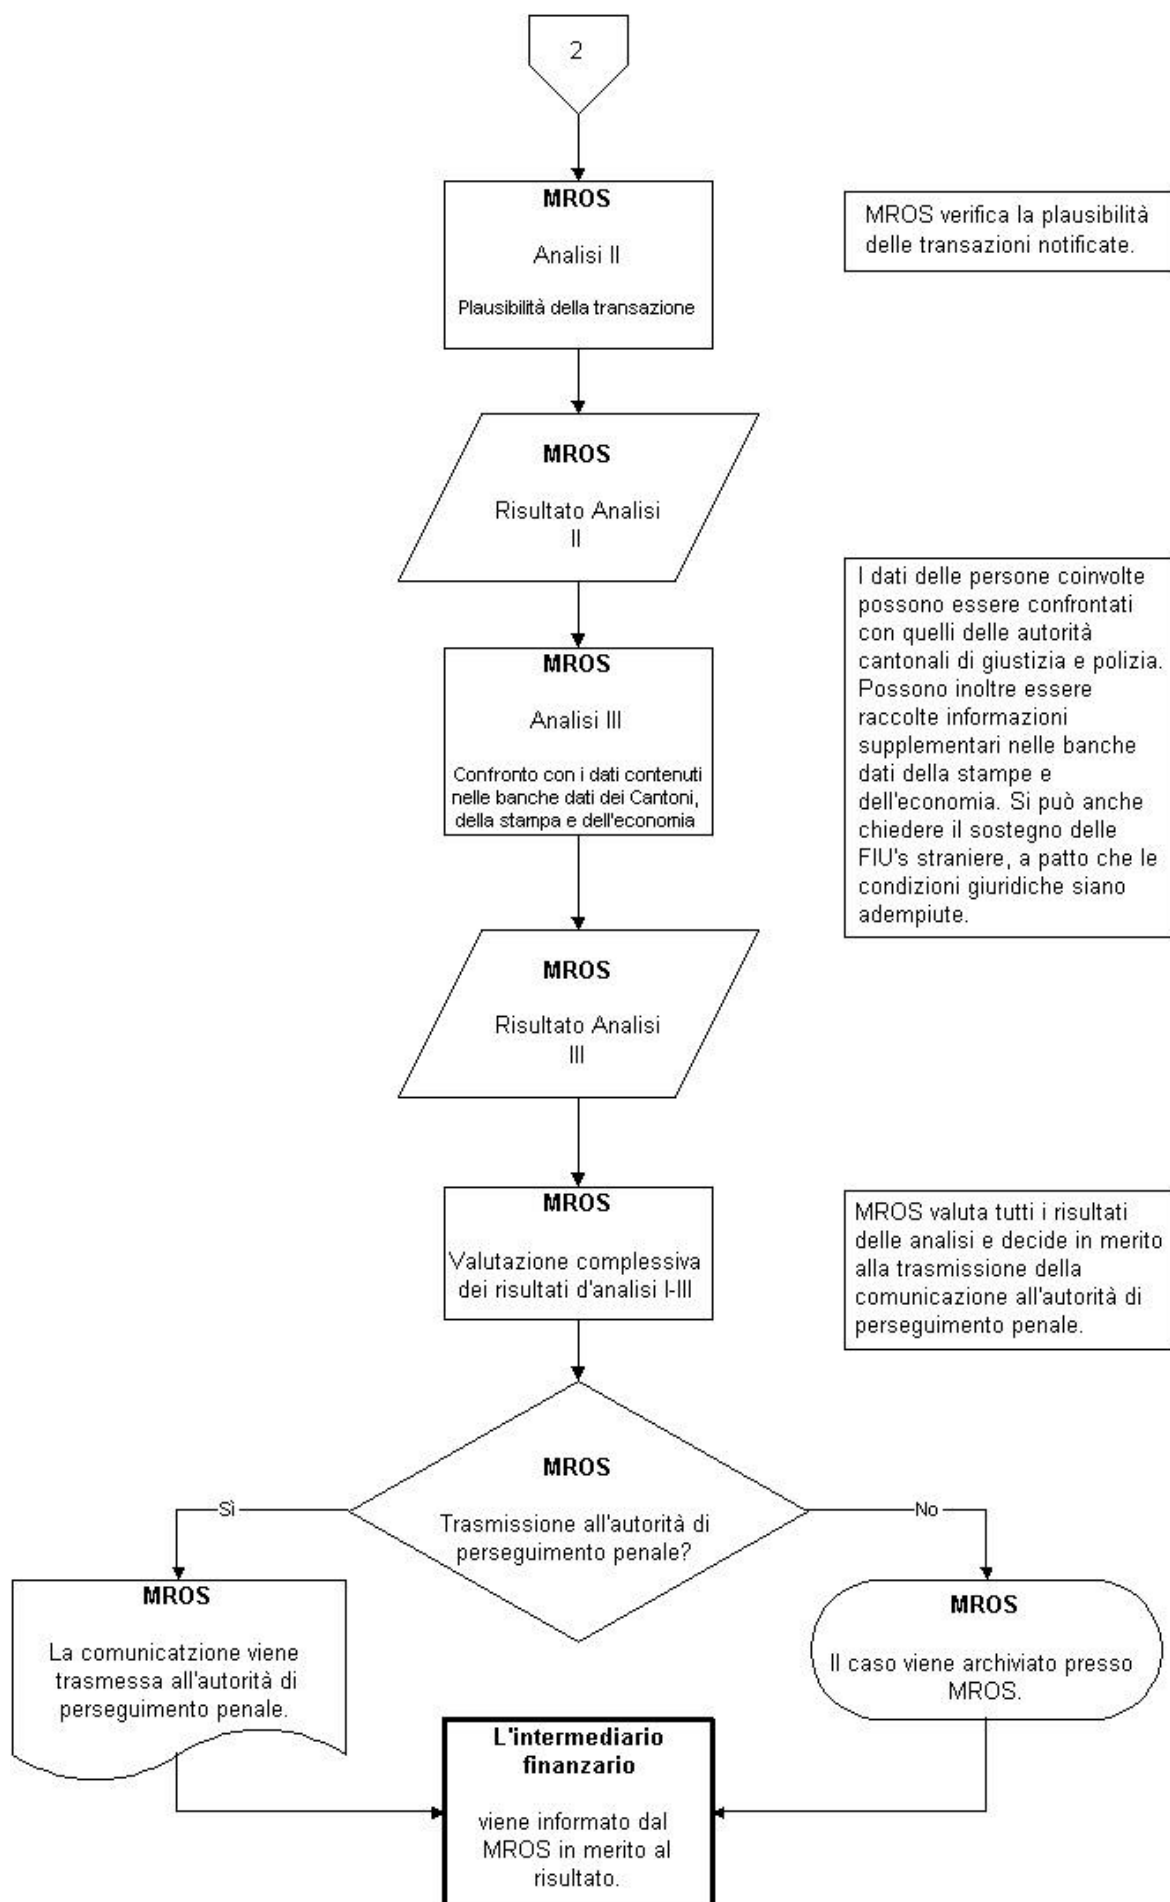 2
MROS
Analisi II
Plausibilità della transazione
MROS verifica la plausibilità
delle transazioni notificate.
MROS
Risultato Analisi
II
MROS
Analisi III
Confronto con i dati contenuti
nelle banche dati dei Cantoni,
della stampa e dell'economia
I dati delle persone coinvolte
possono essere confrontati
con quelli delle autorità
cantonali di giustizia e polizia.
Possono inoltre essere
raccolte informazioni
supplementari nelle banche
dati della stampe e
dell'economia. Si può anche
chiedere il sostegno delle
FIU's straniere, a patto che le
condizioni giuridiche siano
adempiute.
MROS
Risultato Analisi
III
MROS
Valutazione complessiva
dei risultati d'analisi I-III
MROS valuta tutti i risultati
delle analisi e decide in merito
alla trasmissione della
comunicazione all'autorità di
perseguimento penale.
MROS
Trasmissione all'autorità di
perseguimento penale?
Sì
No
MROS
La comunicatzione viene
trasmessa all'autorità di
perseguimento penale.
MROS
Il caso viene archiviato presso
MROS.
L'intermediario
finanzario
viene informato dal
MROS in merito al
risultato.